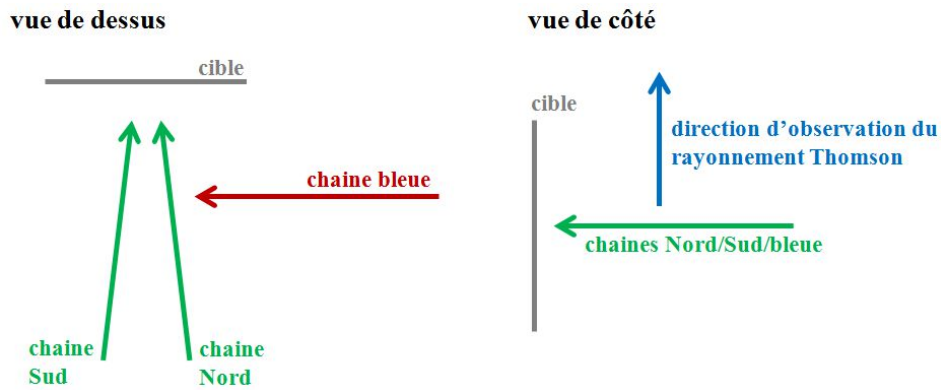 vue de dessus
cible
chaine bleue
chaine
Sud
chaine
Nord
vue de côté
cible
direction d'observation du
rayonnement Thomson
chaines Nord/Sud/bleue